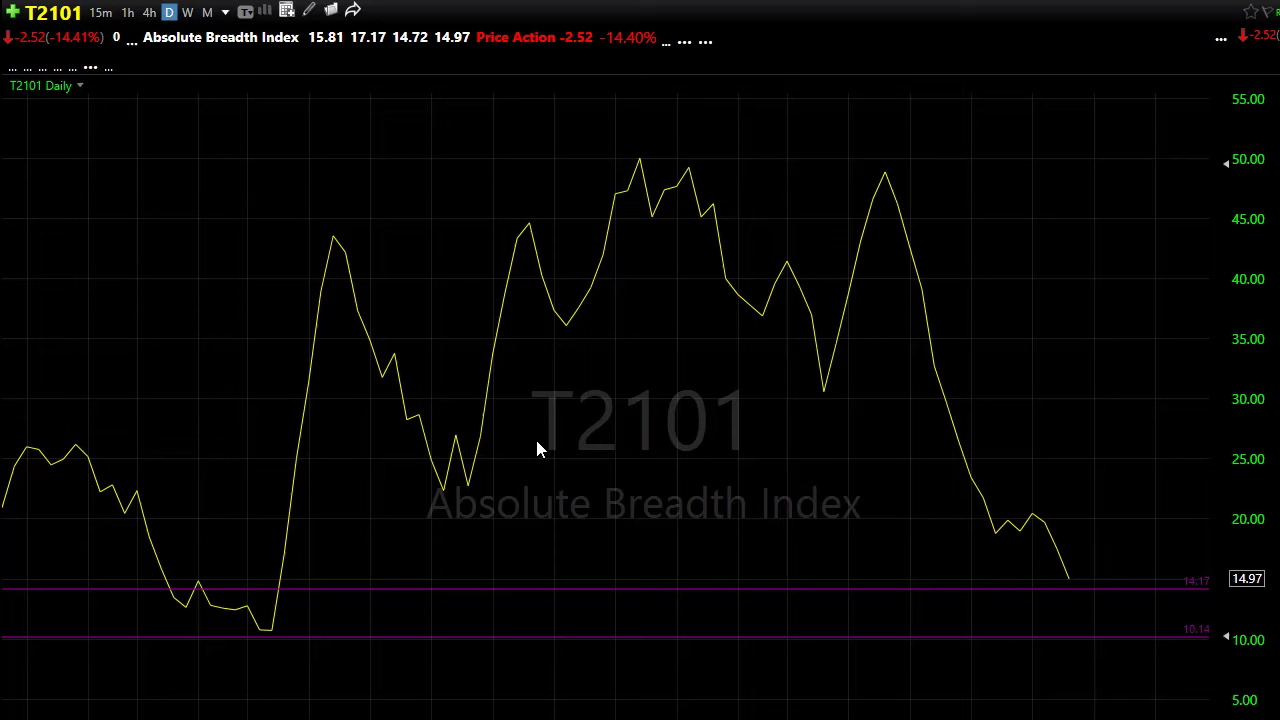 T2101 15m 1h 4h D W M
-2.52(-14.41%) 0 ... Absolute Breadth Index 15.81 17.17 14.72 14.97 Price Action -2.52 -14.40% ... ... ... ... -2.52(
... ... ... ... ... ... ...
T2101 Daily
55.00
50.00
45.00
40.00
35.00
30.00
T2101
25.00
Absolute Breadth Index
20.00
14.17
14.97
10.14
10.00
5.00